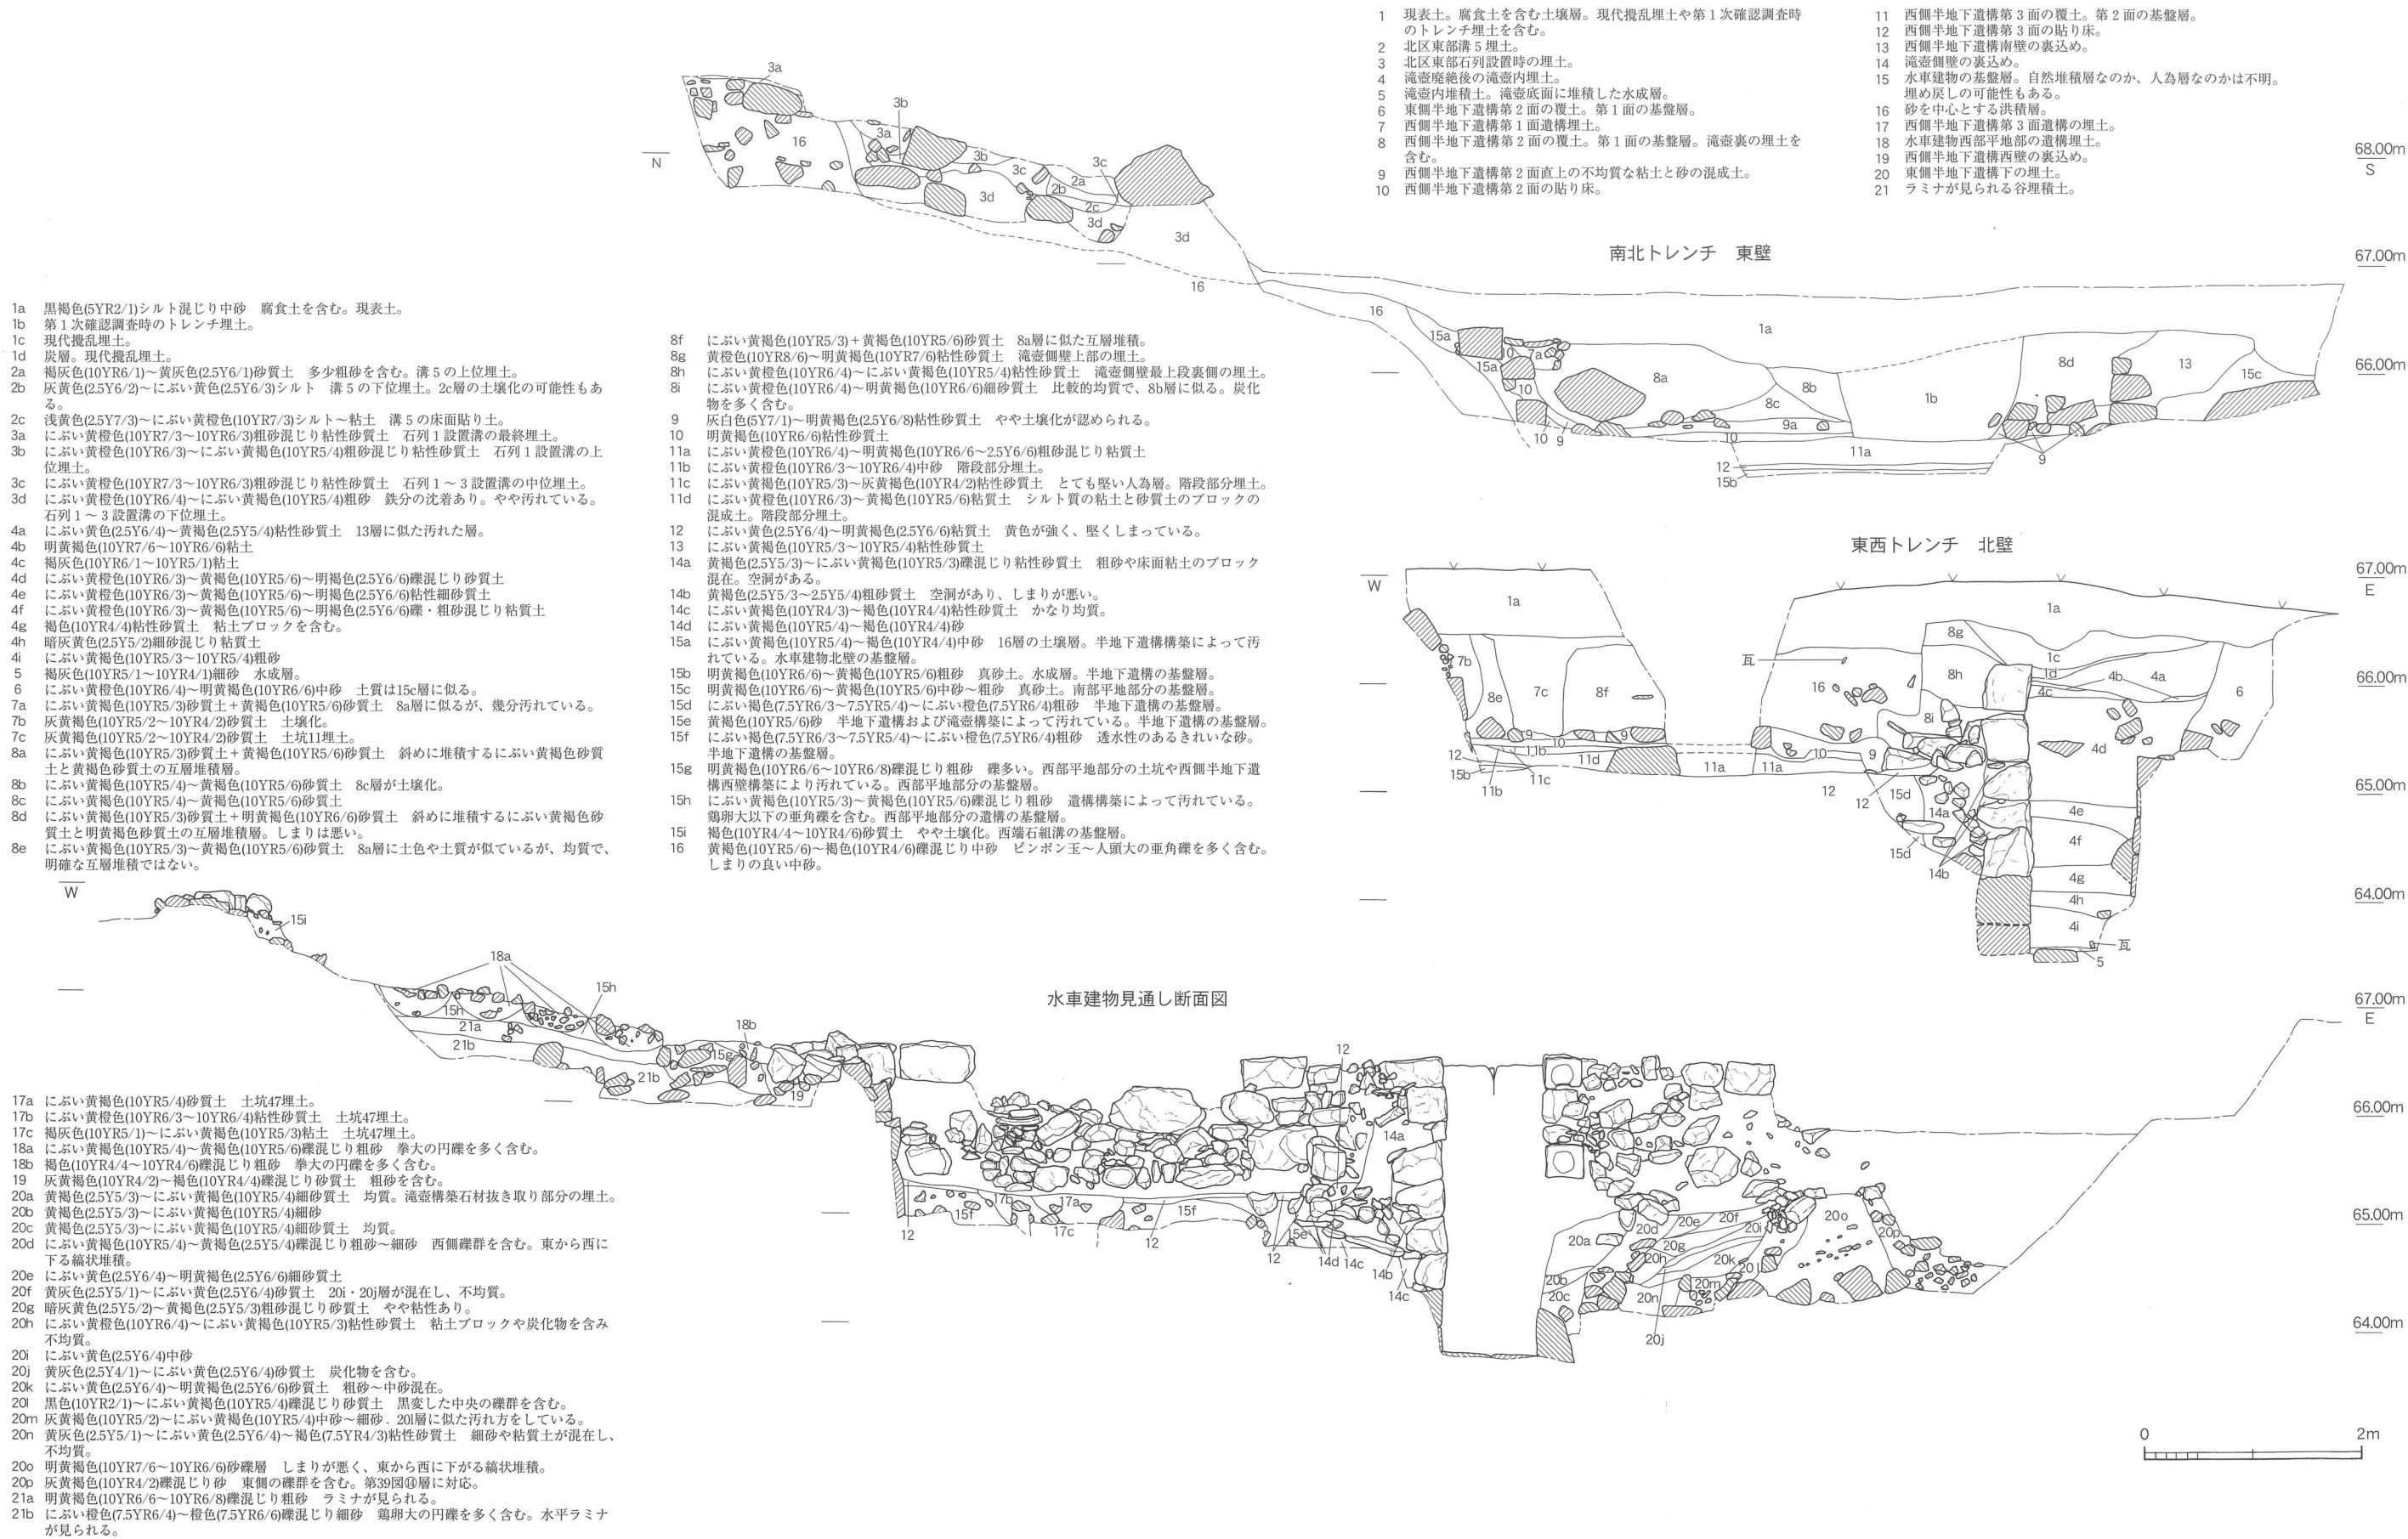 1 現表土。腐食土を含む土壌層。現代攪乱埋土や第1次確認調査時
のトレンチ埋土を含む。
2 北区東部溝5埋土。
3 北区東部石列設置時の埋土。
4 滝壺廃絶後の滝壺内埋土。
5 滝壺内堆積土。滝壺底面に堆積した水成層。
6 東側半地下遺構第2面の覆土。第1面の基盤層。
7 西側半地下遺構第1面遺構埋土。
8 西側半地下遺構第2面の覆土。第1面の基盤層。滝壺裏の埋土を
含む。
9 西側半地下遺構第2面直上の不均質な粘土と砂の混成土。
10 西側半地下遺構第2面の貼り床。
11 西側半地下遺構第3面の覆土。第2面の基盤層。
12 西側半地下遺構第3面の貼り床。
13 西側半地下遺構南壁の裏込め。
14 滝壺側壁の裏込め。
15 水車建物の基盤層。自然堆積層なのか、人為層なのかは不明。
埋め戻しの可能性もある。
16 砂を中心とする洪積層。
17 西側半地下遺構第3面遺構の埋土。
18 水車建物西部平地部の遺構埋土。
19 西側半地下遺構西壁の裏込め。
20 東側半地下遺構下の埋土。
21 ラミナが見られる谷埋積土。
3a
3b
3a
16
3b
3c
3c
2a
2b
2c
3d
3d
3d
16
N
68.00m
S
南北トレンチ 東壁
67.00m
16
15a
15a
10
7a
10
10
9
1a
8a
8b
8c
9a
10
11a
12
15b
1b
8d
13
15c
9
66.00m
1a 黒褐色(5YR2/1)シルト混じり中砂 腐食土を含む。現表土。
1b 第1次確認調査時のトレンチ埋土。
1c 現代攪乱埋土。
1d 炭層。現代攪乱埋土。
2a 褐灰色(10YR6/1)～黄灰色(2.5Y6/1)砂質土 多少粗砂を含む。溝5の上位埋土。
2b 灰黄色(2.5Y6/2)～にぶい黄色(2.5Y6/3)シルト 溝5の下位埋土。2c層の土壌化の可能性もあ
る。
2c 浅黄色(2.5Y7/3)～にぶい黄橙色(10YR7/3)シルト～粘土 溝5の床面貼り土。
3a にぶい黄橙色(10YR7/3～10YR6/3)粗砂混じり粘性砂質土 石列1設置溝の最終埋土。
3b にぶい黄橙色(10YR6/3)～にぶい黄褐色(10YR5/4)粗砂混じり粘性砂質土 石列1設置溝の上
位埋土。
3c にぶい黄橙色(10YR7/3～10YR6/3)粗砂混じり粘性砂質土 石列1～3設置溝の中位埋土。
3d にぶい黄橙色(10YR6/4)～にぶい黄褐色(10YR5/4)粗砂 鉄分の沈着あり。やや汚れている。
石列1～3設置溝の下位埋土。
4a にぶい黄色(2.5Y6/4)～黄褐色(2.5Y5/4)粘性砂質土 13層に似た汚れた層。
4b 明黄褐色(10YR7/6～10YR6/6)粘土
4c 褐灰色(10YR6/1～10YR5/1)粘土
4d にぶい黄橙色(10YR6/3)～黄褐色(10YR5/6)～明褐色(2.5Y6/6)礫混じり砂質土
4e にぶい黄橙色(10YR6/3)～黄褐色(10YR5/6)～明褐色(2.5Y6/6)粘性細砂質土
4f にぶい黄橙色(10YR6/3)～黄褐色(10YR5/6)～明褐色(2.5Y6/6)礫・粗砂混じり粘質土
4g 褐色(10YR4/4)粘性砂質土 粘土ブロックを含む。
4h 暗灰黄色(2.5Y5/2)細砂混じり粘質土
4i にぶい黄褐色(10YR5/3～10YR5/4)粗砂
5 褐灰色(10YR5/1～10YR4/1)細砂 水成層。
6 にぶい黄橙色(10YR6/4)～明黄褐色(10YR6/6)中砂 土質は15c層に似る。
7a にぶい黄褐色(10YR5/3)砂質土＋黄褐色(10YR5/6)砂質土 8a層に似るが、幾分汚れている。
7b 灰黄褐色(10YR5/2～10YR4/2)砂質土 土壌化。
7c 灰黄褐色(10YR5/2～10YR4/2)砂質土 土坑11埋土。
8a にぶい黄褐色(10YR5/3)砂質土＋黄褐色(10YR5/6)砂質土 斜めに堆積するにぶい黄褐色砂質
土と黄褐色砂質土の互層堆積層。
8b にぶい黄褐色(10YR5/4)～黄褐色(10YR5/6)砂質土 8c層が土壌化。
8c にぶい黄褐色(10YR5/4)～黄褐色(10YR5/6)砂質土
8d にぶい黄褐色(10YR5/3)砂質土＋明黄褐色(10YR6/6)砂質土 斜めに堆積するにぶい黄褐色砂
質土と明黄褐色砂質土の互層堆積層。しまりは悪い。
8e にぶい黄褐色(10YR5/3)～黄褐色(10YR5/6)砂質土 8a層に土色や土質が似ているが、均質で、
明確な互層堆積ではない。
8f にぶい黄褐色(10YR5/3)＋黄褐色(10YR5/6)砂質土 8a層に似た互層堆積。
8g 黄橙色(10YR8/6)～明黄褐色(10YR7/6)粘性砂質土 滝壺側壁上部の埋土。
8h にぶい黄橙色(10YR6/4)～にぶい黄褐色(10YR5/4)粘性砂質土 滝壺側壁最上段裏側の埋土。
8i にぶい黄橙色(10YR6/4)～明黄褐色(10YR6/6)細砂質土 比較的均質で、8b層に似る。炭化
物を多く含む。
9 灰白色(5Y7/1)～明黄褐色(2.5Y6/8)粘性砂質土 やや土壌化が認められる。
10 明黄褐色(10YR6/6)粘性砂質土
11a にぶい黄橙色(10YR6/4)～明黄褐色(10YR6/6～2.5Y6/6)粗砂混じり粘質土
11b にぶい黄橙色(10YR6/3～10YR6/4)中砂 階段部分埋土。
11c にぶい黄褐色(10YR5/3)～灰黄褐色(10YR4/2)粘性砂質土 とても堅い人為層。階段部分埋土。
11d にぶい黄橙色(10YR6/3)～黄褐色(10YR5/6)粘質土 シルト質の粘土と砂質土のブロックの
混成土。階段部分埋土。
12 にぶい黄色(2.5Y6/4)～明黄褐色(2.5Y6/6)粘質土 黄色が強く、堅くしまっている。
13 にぶい黄褐色(10YR5/3～10YR5/4)粘性砂質土
14a 黄褐色(2.5Y5/3)～にぶい黄褐色(10YR5/3)礫混じり粘性砂質土 粗砂や床面粘土のブロック
混在。空洞がある。
14b 黄褐色(2.5Y5/3～2.5Y5/4)粗砂質土 空洞があり、しまりが悪い。
14c にぶい黄褐色(10YR4/3)～褐色(10YR4/4)粘性砂質土 かなり均質。
14d にぶい黄褐色(10YR5/4)～褐色(10YR4/4)砂
15a にぶい黄褐色(10YR5/4)～褐色(10YR4/4)中砂 16層の土壌層。半地下遺構構築によって汚
れている。水車建物北壁の基盤層。
15b 明黄褐色(10YR6/6)～黄褐色(10YR5/6)粗砂 真砂土。水成層。半地下遺構の基盤層。
15c 明黄褐色(10YR6/6)～黄褐色(10YR5/6)中砂～粗砂 真砂土。南部平地部分の基盤層。
15d にぶい褐色(7.5YR6/3～7.5YR5/4)～にぶい橙色(7.5YR6/4)粗砂 半地下遺構の基盤層。
15e 黄褐色(10YR5/6)砂 半地下遺構および滝壺構築によって汚れている。半地下遺構の基盤層。
15f にぶい褐色(7.5YR6/3～7.5YR5/4)～にぶい橙色(7.5YR6/4)粗砂 透水性のあるきれいな砂。
半地下遺構の基盤層。
15g 明黄褐色(10YR6/6～10YR6/8)礫混じり粗砂 礫多い。西部平地部分の土坑や西側半地下遺
構西壁構築により汚れている。西部平地部分の基盤層。
15h にぶい黄褐色(10YR5/3)～黄褐色(10YR5/6)礫混じり粗砂 遺構構築によって汚れている。
鶏卵大以下の亜角礫を含む。西部平地部分の遺構の基盤層。
15i 褐色(10YR4/4～10YR4/6)砂質土 やや土壌化。西端石組溝の基盤層。
16 黄褐色(10YR5/6)～褐色(10YR4/6)礫混じり中砂 ピンポン玉～人頭大の亜角礫を多く含む。
しまりの良い中砂。
東西トレンチ 北壁
W
67.00m
E
1a
7b
8e
7c
8f
9
10
9
11b
12
15b
11b
11c
11d
11a
11a
瓦
16
10
9
12
12
1a
8g
8h
8i
1c
1d
4c
4b
4a
6
4d
15d
14a
15d
14b
4e
4f
4g
4h
4i
瓦
5
66.00m
65.00m
64.00m
W
15i
18a
15h
15h
21a
21b
18b
15g
21b
19
水車建物見通し断面図
67.00m
E
12
14a
17b
17a
15f
15f
12
17c
12
12
15e
14d
14c
14b
14c
20a
20b
20c
20d
20e
20f
20g
20h
20i
20j
20k
20l
20m
20n
20o
20p
66.00m
65.00m
64.00m
17a にぶい黄褐色(10YR5/4)砂質土 土坑47埋土。
17b にぶい黄橙色(10YR6/3～10YR6/4)粘性砂質土 土坑47埋土。
17c 褐灰色(10YR5/1)～にぶい黄褐色(10YR5/3)粘土 土坑47埋土。
18a にぶい黄褐色(10YR5/4)～黄褐色(10YR5/6)礫混じり粗砂 拳大の円礫を多く含む。
18b 褐色(10YR4/4～10YR4/6)礫混じり粗砂 拳大の円礫を多く含む。
19 灰黄褐色(10YR4/2)～褐色(10YR4/4)礫混じり砂質土 粗砂を含む。
20a 黄褐色(2.5Y5/3)～にぶい黄褐色(10YR5/4)細砂質土 均質。滝壺構築石材抜き取り部分の埋土。
20b 黄褐色(2.5Y5/3)～にぶい黄褐色(10YR5/4)細砂
20c 黄褐色(2.5Y5/3)～にぶい黄褐色(10YR5/4)細砂質土 均質。
20d にぶい黄褐色(10YR5/4)～黄褐色(2.5Y5/4)礫混じり粗砂～細砂 西側礫群を含む。東から西に
下る縞状堆積。
20e にぶい黄色(2.5Y6/4)～明黄褐色(2.5Y6/6)細砂質土
20f 黄灰色(2.5Y5/1)～にぶい黄色(2.5Y6/4)砂質土 20i・20j層が混在し、不均質。
20g 暗灰黄色(2.5Y5/2)～黄褐色(2.5Y5/3)粗砂混じり砂質土 やや粘性あり。
20h にぶい黄橙色(10YR6/4)～にぶい黄褐色(10YR5/3)粘性砂質土 粘土ブロックや炭化物を含み
不均質。
20i にぶい黄色(2.5Y6/4)中砂
20j 黄灰色(2.5Y4/1)～にぶい黄色(2.5Y6/4)砂質土 炭化物を含む。
20k にぶい黄色(2.5Y6/4)～明黄褐色(2.5Y6/6)砂質土 粗砂～中砂混在。
20l 黒色(10YR2/1)～にぶい黄褐色(10YR5/4)礫混じり砂質土 黒変した中央の礫群を含む。
20m 灰黄褐色(10YR5/2)～にぶい黄褐色(10YR5/4)中砂～細砂．20l層に似た汚れ方をしている。
20n 黄灰色(2.5Y5/1)～にぶい黄色(2.5Y6/4)～褐色(7.5YR4/3)粘性砂質土 細砂や粘質土が混在し、
不均質。
20o 明黄褐色(10YR7/6～10YR6/6)砂礫層 しまりが悪く、東から西に下がる縞状堆積。
20p 灰黄褐色(10YR4/2)礫混じり砂 東側の礫群を含む。第39図⑭層に対応。
21a 明黄褐色(10YR6/6～10YR6/8)礫混じり粗砂 ラミナが見られる。
21b にぶい橙色(7.5YR6/4)～橙色(7.5YR6/6)礫混じり細砂 鶏卵大の円礫を多く含む。水平ラミナ
が見られる。
0 2m